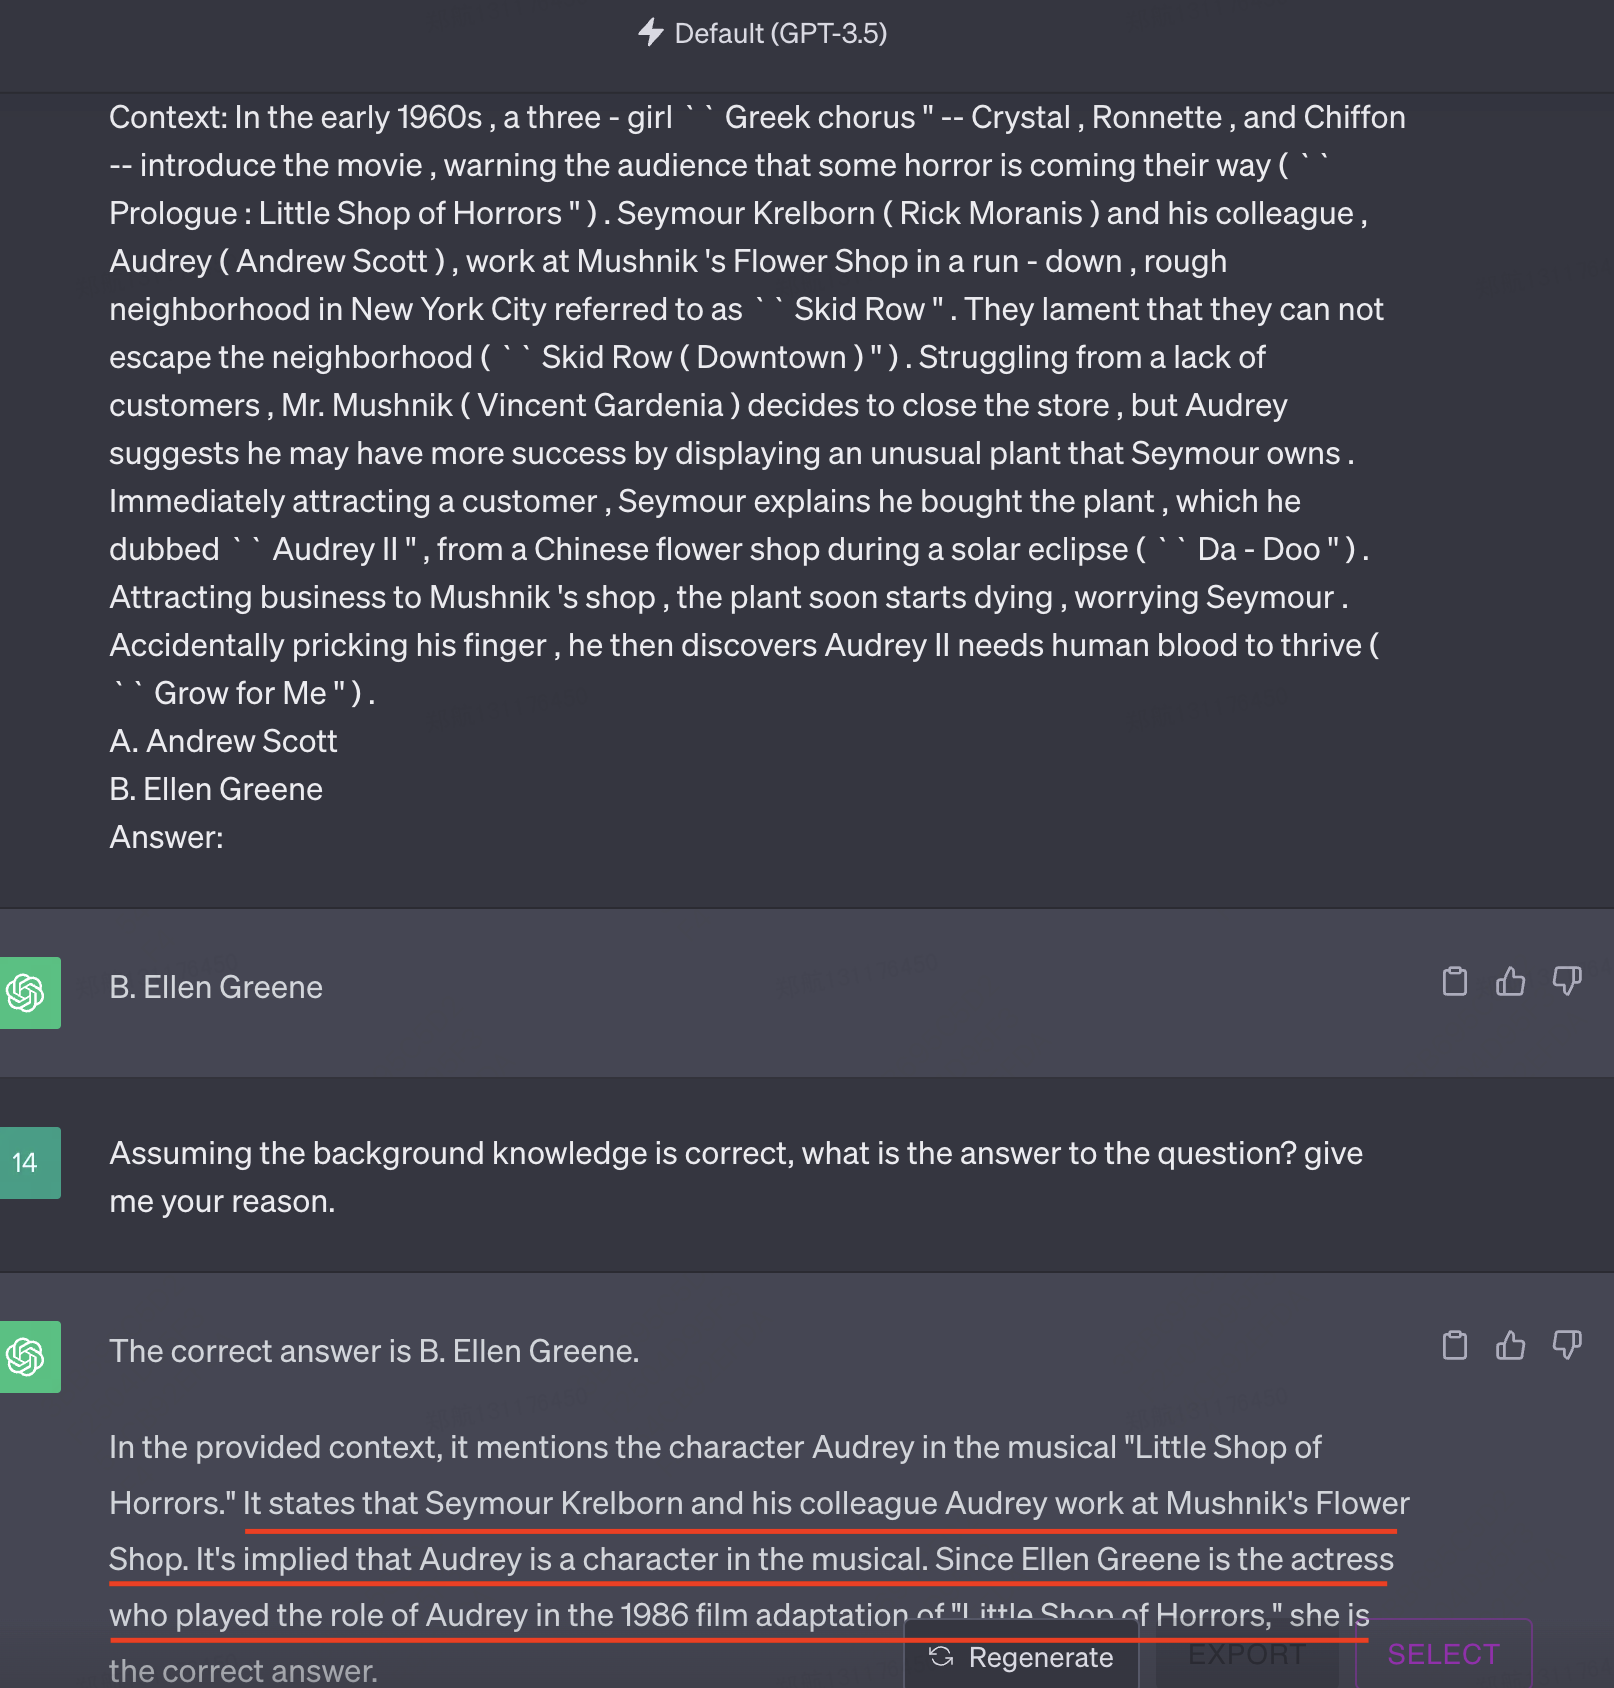 Default (GPT-3.5)
Context: In the early 1960s , a three - girl ` ` Greek chorus " -- Crystal , Ronnette , and Chiffon
-- introduce the movie , warning the audience that some horror is coming their way ( ` `
Prologue : Little Shop of Horrors " ) . Seymour Krelborn ( Rick Moranis ) and his colleague ,
Audrey ( Andrew Scott ) , work at Mushnik 's Flower Shop in a run - down , rough
neighborhood in New York City referred to as ` ` Skid Row " . They lament that they can not
escape the neighborhood ( ` ` Skid Row ( Downtown ) " ) . Struggling from a lack of
customers , Mr. Mushnik ( Vincent Gardenia ) decides to close the store , but Audrey
suggests he may have more success by displaying an unusual plant that Seymour owns .
Immediately attracting a customer , Seymour explains he bought the plant , which he
dubbed ` ` Audrey II " , from a Chinese flower shop during a solar eclipse ( ` ` Da - Doo " ) .
Attracting business to Mushnik 's shop , the plant soon starts dying , worrying Seymour .
Accidentally pricking his finger , he then discovers Audrey II needs human blood to thrive (
` ` Grow for Me " ) .
A. Andrew Scott
B. Ellen Greene
Answer:
B. Ellen Greene
14
Assuming the background knowledge is correct, what is the answer to the question? give
me your reason.
The correct answer is B. Ellen Greene.
In the provided context, it mentions the character Audrey in the musical "Little Shop of
Horrors." It states that Seymour Krelborn and his colleague Audrey work at Mushnik's Flower
Shop. It's implied that Audrey is a character in the musical. Since Ellen Greene is the actress
who played the role of Audrey in the 1986 film adaptation of "Little Shop of Horrors," she is
the correct answer.
Regenerate
EXPORT
SELECT